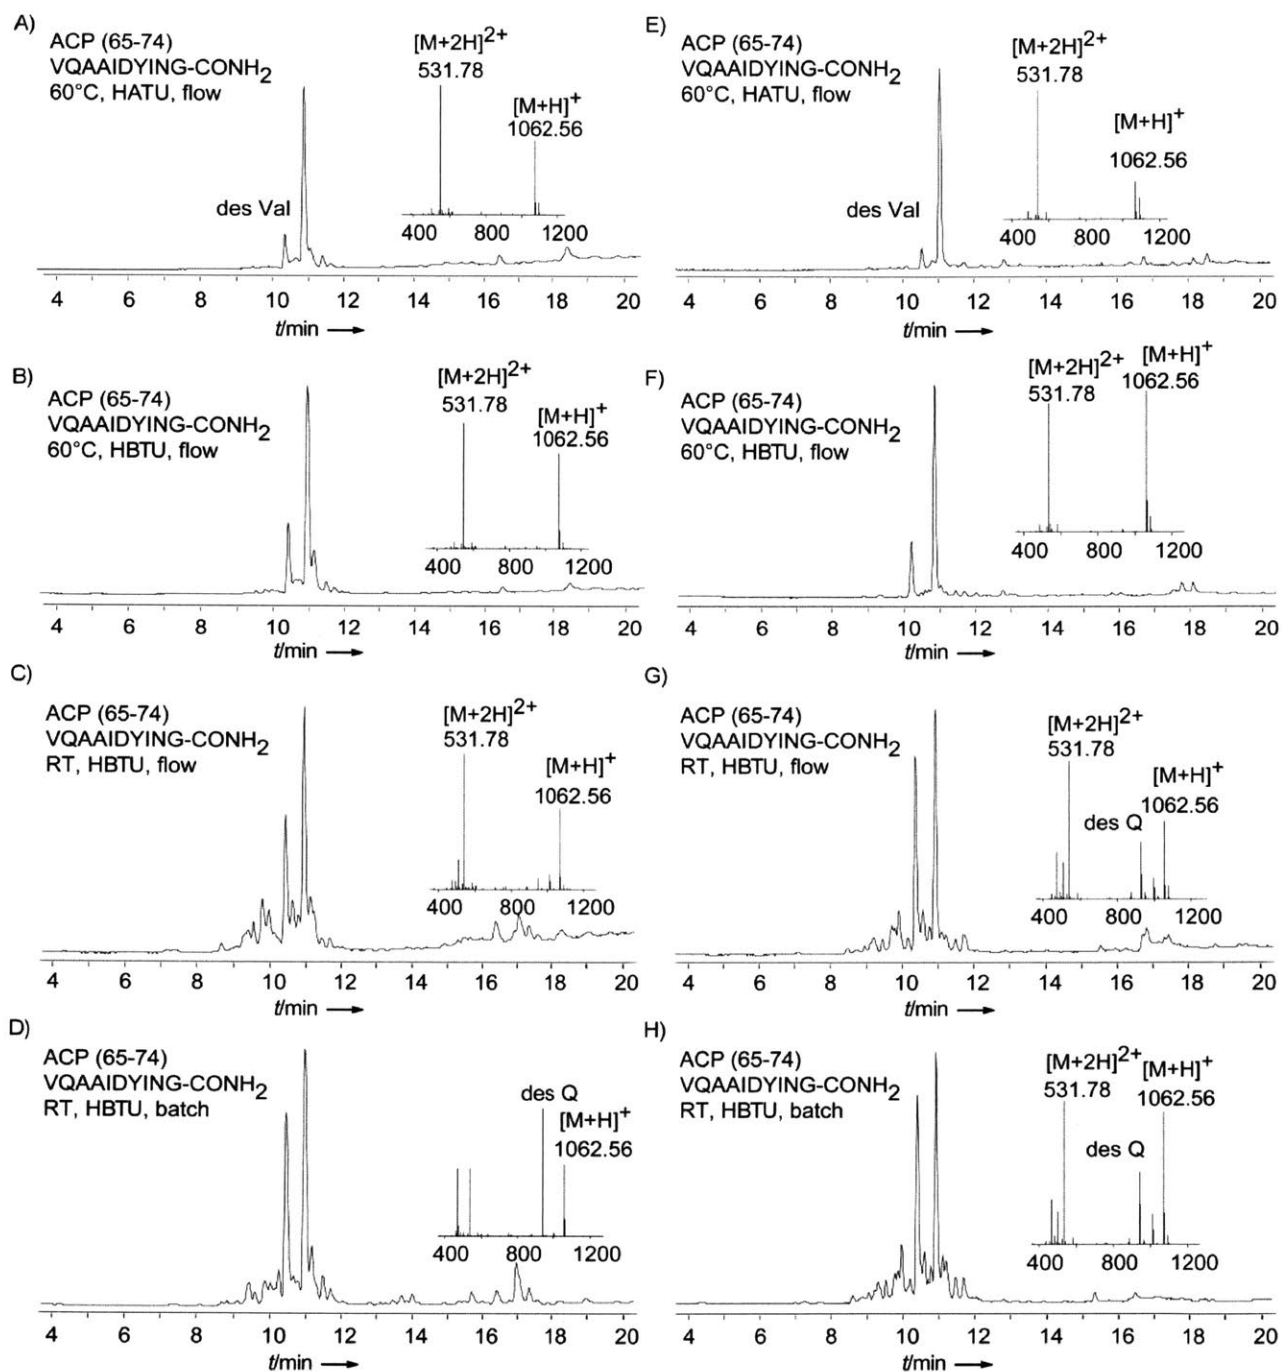 A)
ACP (65-74)
VQAAIDYING-CONH2
60°C, HATU, flow
des Val
[M+2H]2+
531.78
[M+H]+
1062.56
400 800 1200
4 6 8 10 12 14 16 18 20
t/min
E)
ACP (65-74)
VQAAIDYING-CONH2
60°C, HATU, flow
des Val
[M+2H]2+
531.78
[M+H]+
1062.56
400 800 1200
4 6 8 10 12 14 16 18 20
t/min
B)
ACP (65-74)
VQAAIDYING-CONH2
60°C, HBTU, flow
[M+2H]2+
531.78
[M+H]+
1062.56
400 800 1200
4 6 8 10 12 14 16 18 20
t/min
F)
ACP (65-74)
VQAAIDYING-CONH2
60°C, HBTU, flow
[M+2H]2+
531.78
[M+H]+
1062.56
400 800 1200
4 6 8 10 12 14 16 18 20
t/min
C)
ACP (65-74)
VQAAIDYING-CONH2
RT, HBTU, flow
[M+2H]2+
531.78
[M+H]+
1062.56
400 800 1200
4 6 8 10 12 14 16 18 20
t/min
G)
ACP (65-74)
VQAAIDYING-CONH2
RT, HBTU, flow
[M+2H]2+
531.78
des Q
[M+H]+
1062.56
400 800 1200
4 6 8 10 12 14 16 18 20
t/min
D)
ACP (65-74)
VQAAIDYING-CONH2
RT, HBTU, batch
des Q
[M+H]+
1062.56
400 800 1200
4 6 8 10 12 14 16 18 20
t/min
H)
ACP (65-74)
VQAAIDYING-CONH2
RT, HBTU, batch
[M+2H]2+
531.78
des Q
[M+H]+
1062.56
400 800 1200
4 6 8 10 12 14 16 18 20
t/min